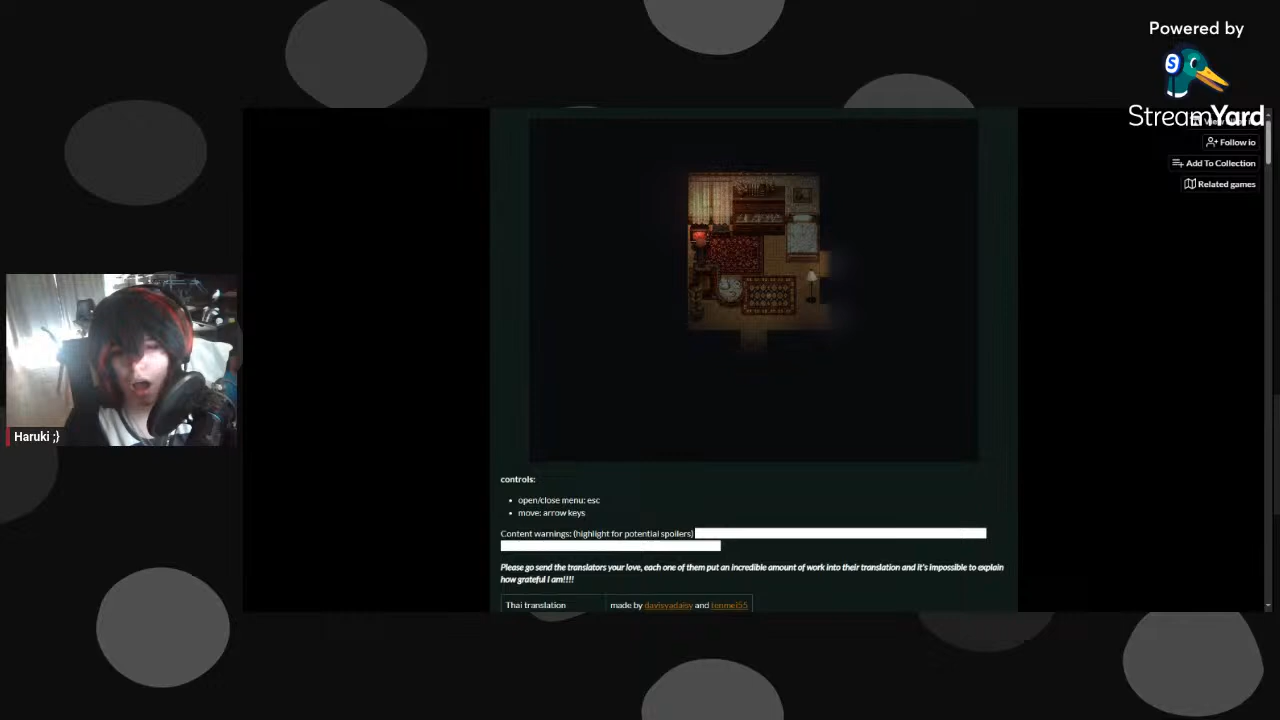 Powered by
StreamYard
Follow io
Add To Collection
Related games
Haruki ;}
controls:
open/close menu: esc
move: arrow keys
Content warnings: (highlight for potential spoilers)
Please go send the translators your love, each one of them put an incredible amount of work into their translation and it's impossible to explain
how grateful I am!!!!
Thai translation made by davisyadaisy and